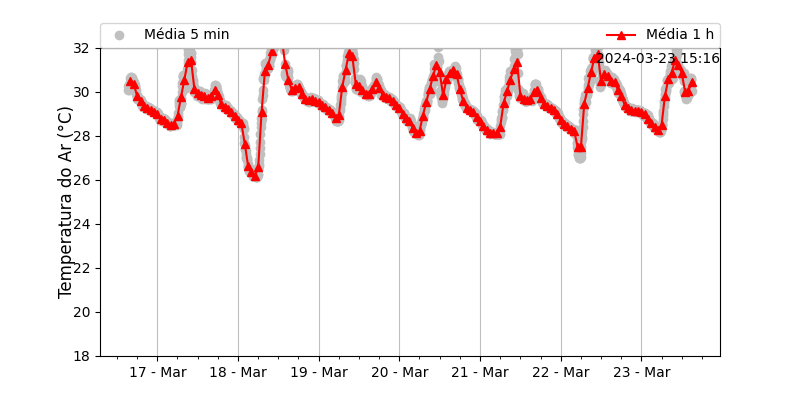 Média 5 min
Média 1 h
2024-03-23 15:16
Temperatura do Ar (°C)
32
30
28
26
24
22
20
18
17 - Mar
18 - Mar
19 - Mar
20 - Mar
21 - Mar
22 - Mar
23 - Mar